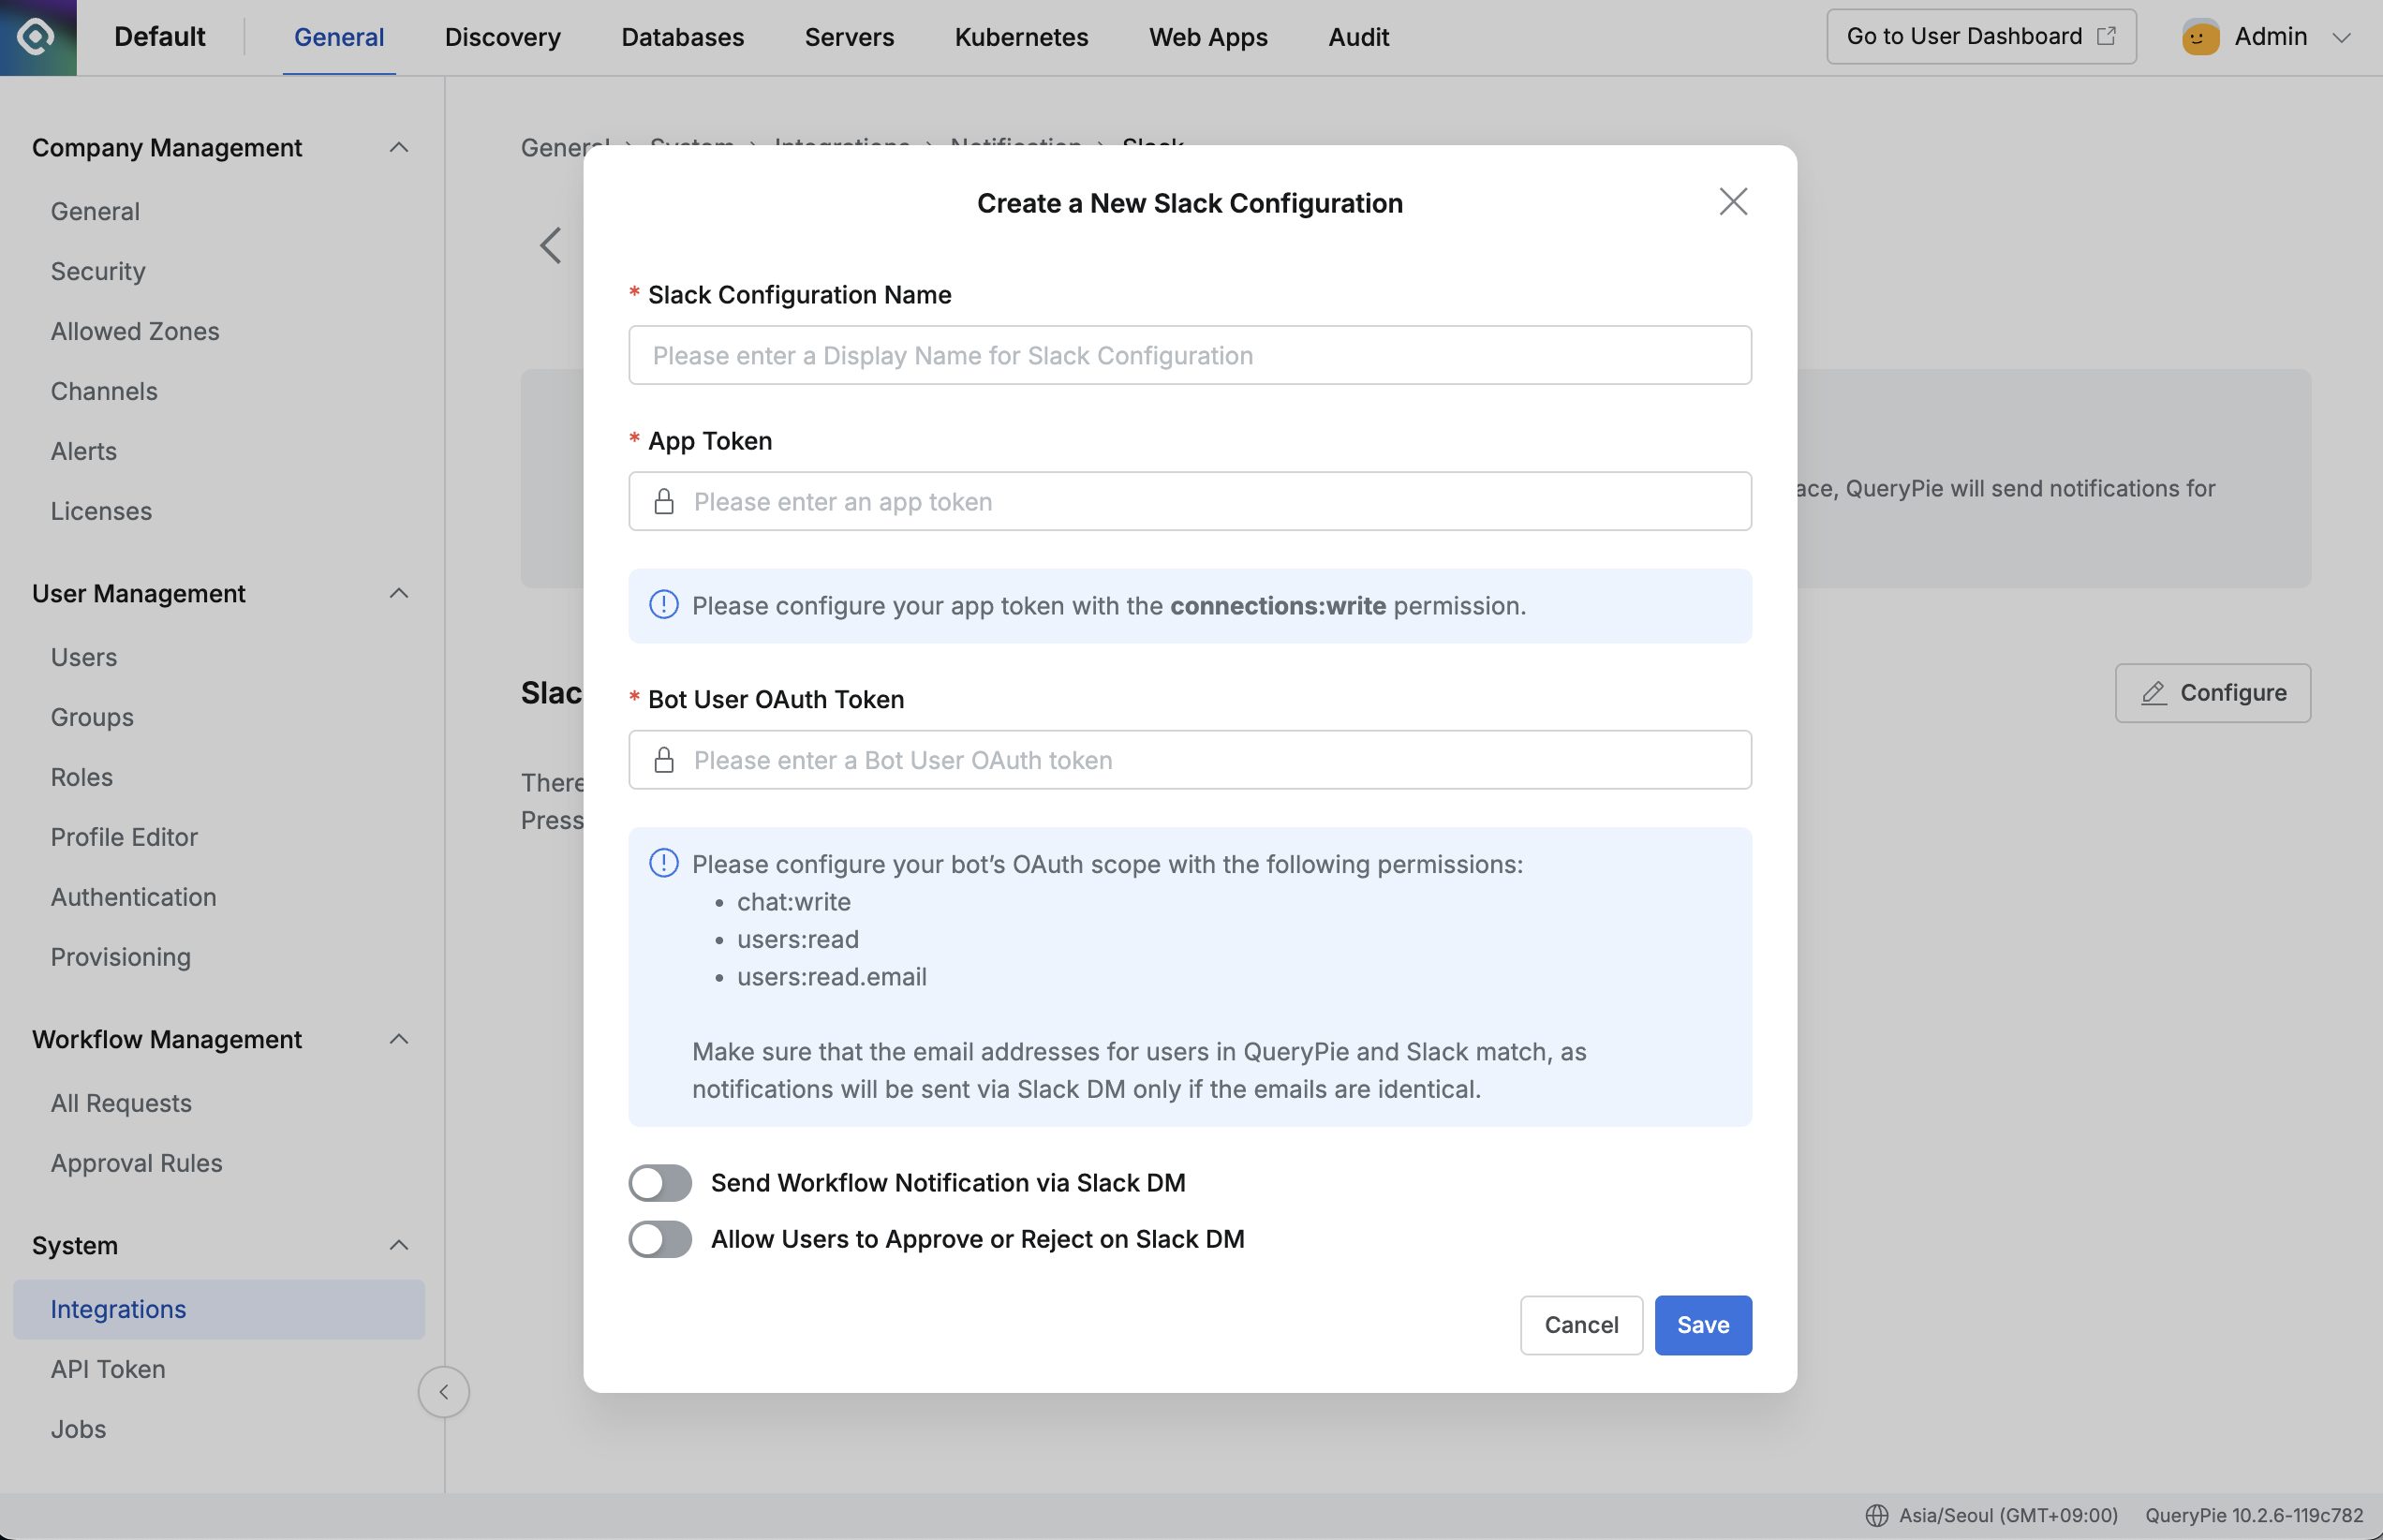 Default
General
Discovery
Databases
Servers
Kubernetes
Web Apps
Audit
Go to User Dashboard
Admin
Company Management
General
Security
Allowed Zones
Channels
Alerts
Licenses
User Management
Users
Groups
Roles
Profile Editor
Authentication
Provisioning
Workflow Management
All Requests
Approval Rules
System
Integrations
API Token
Jobs
General > System > Integrations > Notification > Slack
ace, QueryPie will send notifications for
Slac
Configure
There
Press
Create a New Slack Configuration
* Slack Configuration Name
Please enter a Display Name for Slack Configuration
* App Token
Please enter an app token
Please configure your app token with the connections:write permission.
* Bot User OAuth Token
Please enter a Bot User OAuth token
Please configure your bot’s OAuth scope with the following permissions:
• chat:write
• users:read
• users:read.email
Make sure that the email addresses for users in QueryPie and Slack match, as
notifications will be sent via Slack DM only if the emails are identical.
Send Workflow Notification via Slack DM
Allow Users to Approve or Reject on Slack DM
Cancel
Save
Asia/Seoul (GMT+09:00)
QueryPie 10.2.6-119c782